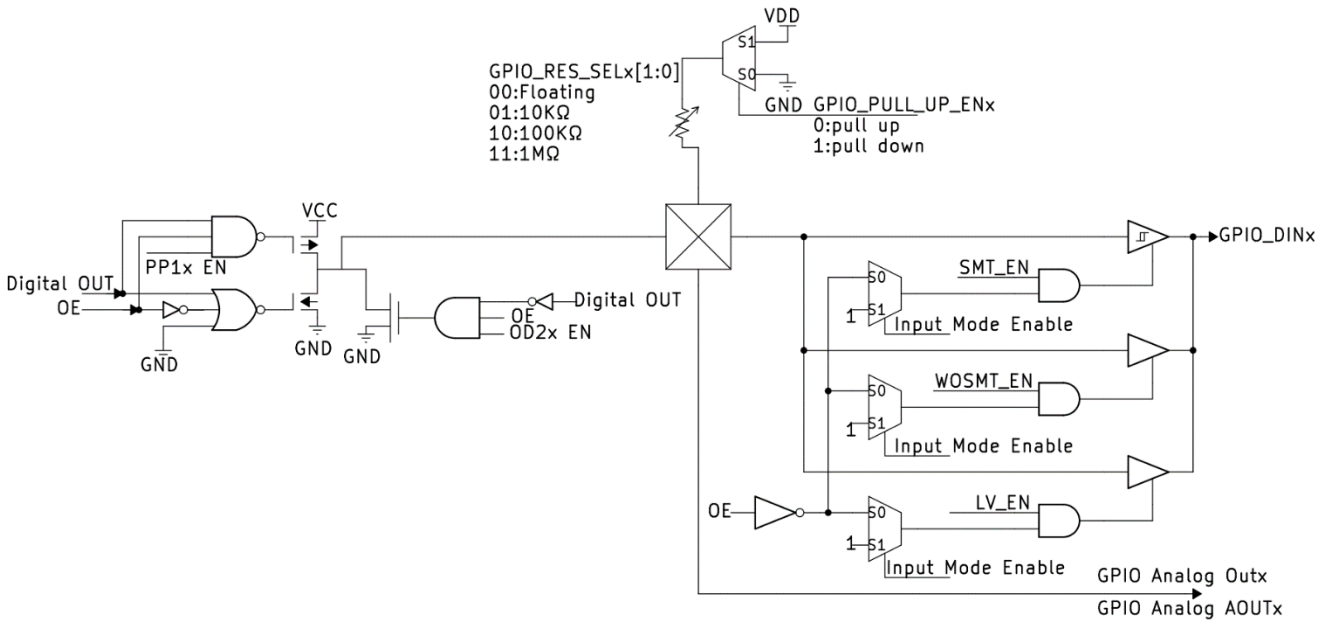 VDD
S1
GPIO_RES_SELx[1:0]
00:Floating
01:10KΩ
10:100KΩ
11:1MΩ
S0
GND GPIO_PULL_UP_ENx
0:pull up
1:pull down
VCC
PP1x EN
Digital OUT
OE
GND
GND
GND
Digital OUT
OE
OD2x EN
GPIO_DINx
S0
SMT_EN
S1
1
Input Mode Enable
WOSMT_EN
S0
S1
1
Input Mode Enable
LV_EN
OE
S0
S1
1
Input Mode Enable
GPIO Analog Outx
GPIO Analog AOUTx